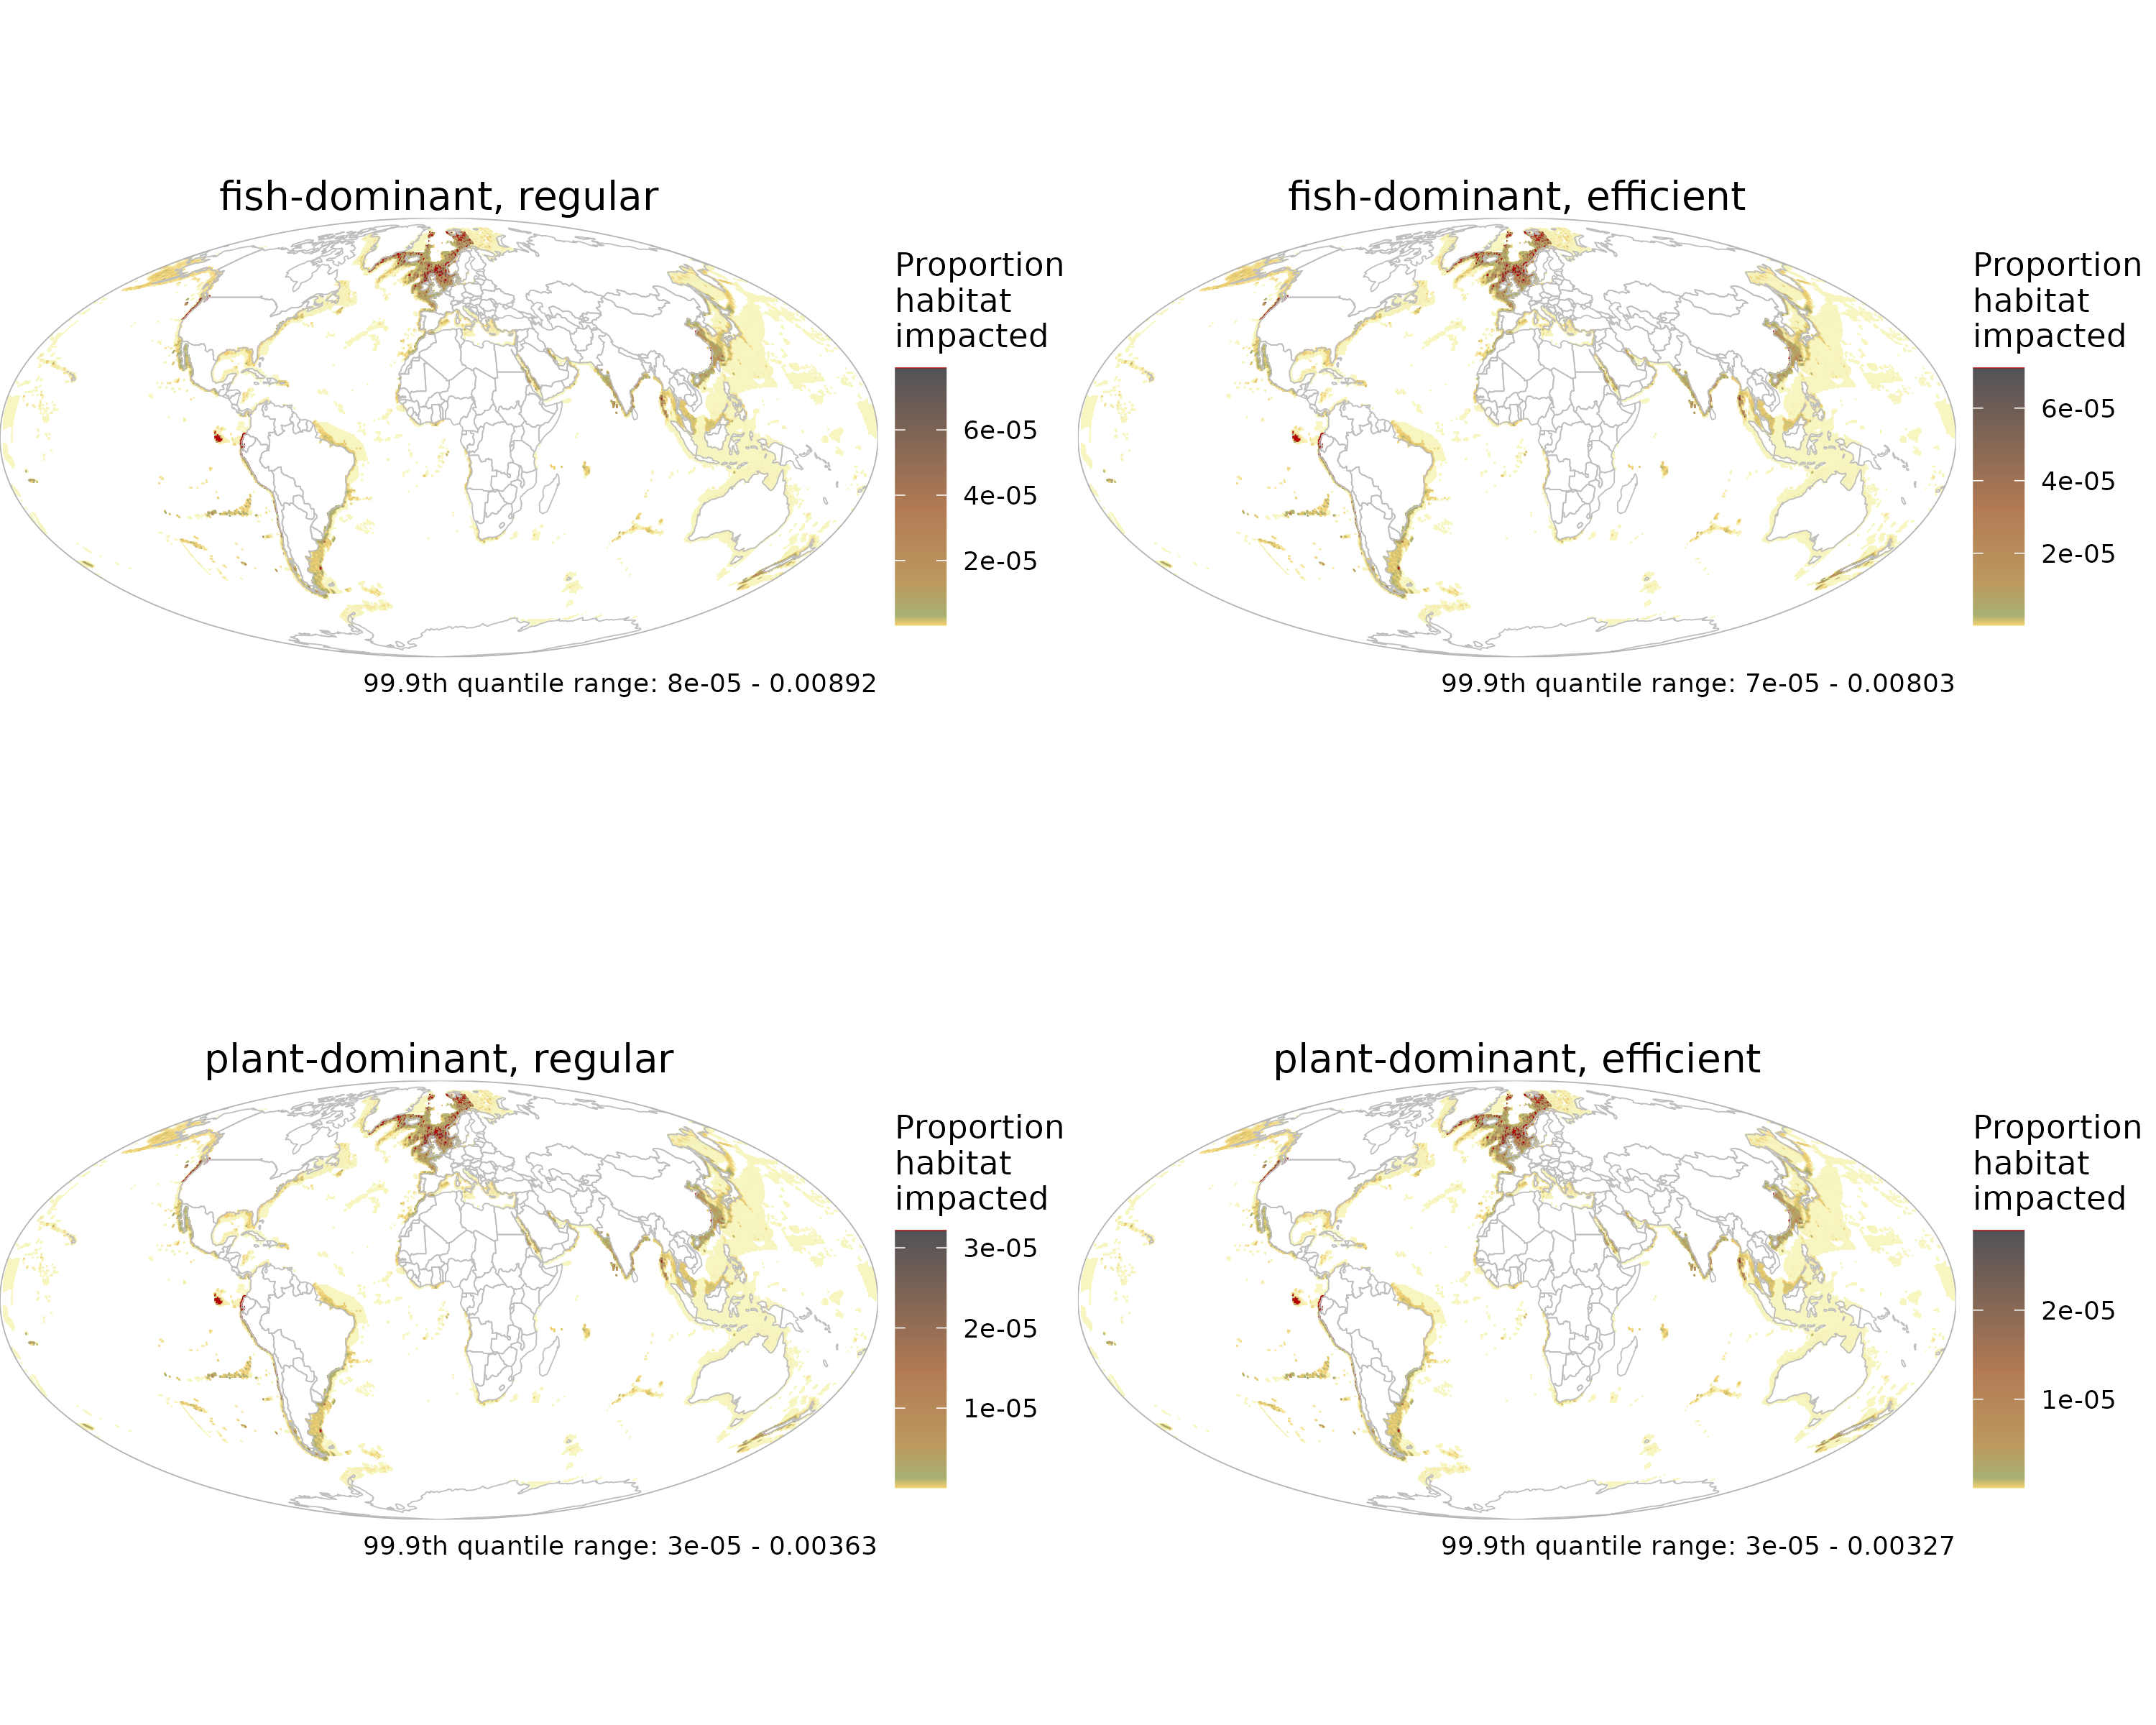 fish-dominant, regular
Proportion
habitat
impacted
6e-05
4e-05
2e-05
99.9th quantile range: 8e-05 - 0.00892
fish-dominant, efficient
Proportion
habitat
impacted
6e-05
4e-05
2e-05
99.9th quantile range: 7e-05 - 0.00803
plant-dominant, regular
Proportion
habitat
impacted
3e-05
2e-05
1e-05
99.9th quantile range: 3e-05 - 0.00363
plant-dominant, efficient
Proportion
habitat
impacted
2e-05
1e-05
99.9th quantile range: 3e-05 - 0.00327